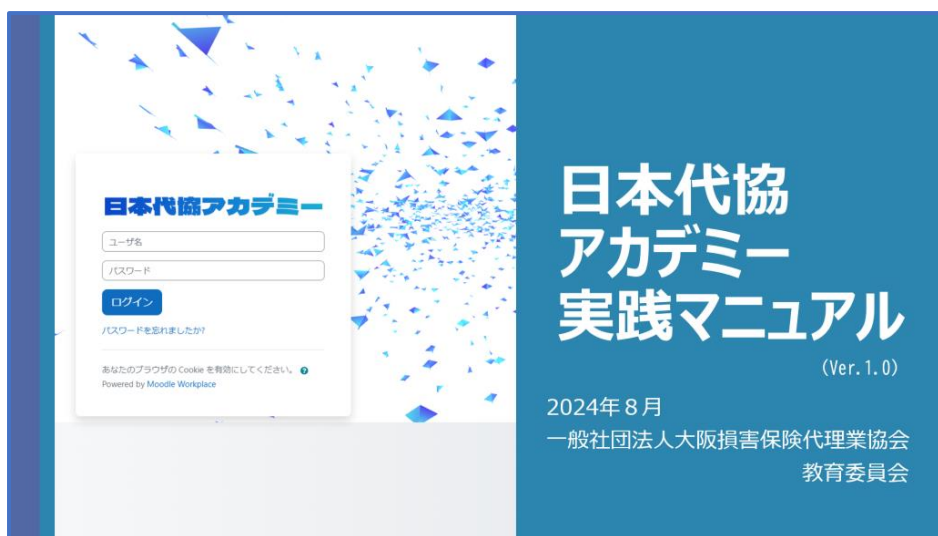 日本代協アカデミー
ユーザ名
パスワード
ログイン
パスワードを忘れましたか?
あなたのブラウザの Cookie を有効にしてください。
Powered by Moodle Workplace
日本代協
アカデミー
実践マニュアル
(Ver.1.0)
2024年8月
一般社団法人大阪損害保険代理業協会
教育委員会